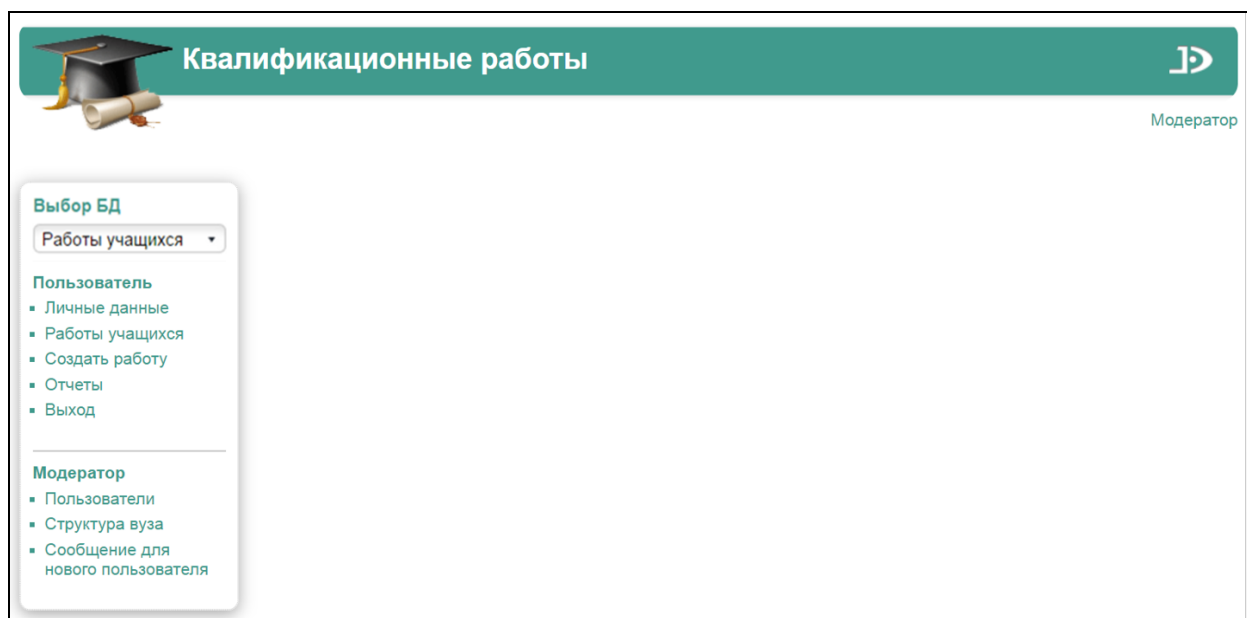 Квалификационные работы
Модератор
Выбор БД
Работы учащихся
Пользователь
Личные данные
Работы учащихся
Создать работу
Отчеты
Выход
Модератор
Пользователи
Структура вуза
Сообщение для
нового пользователя